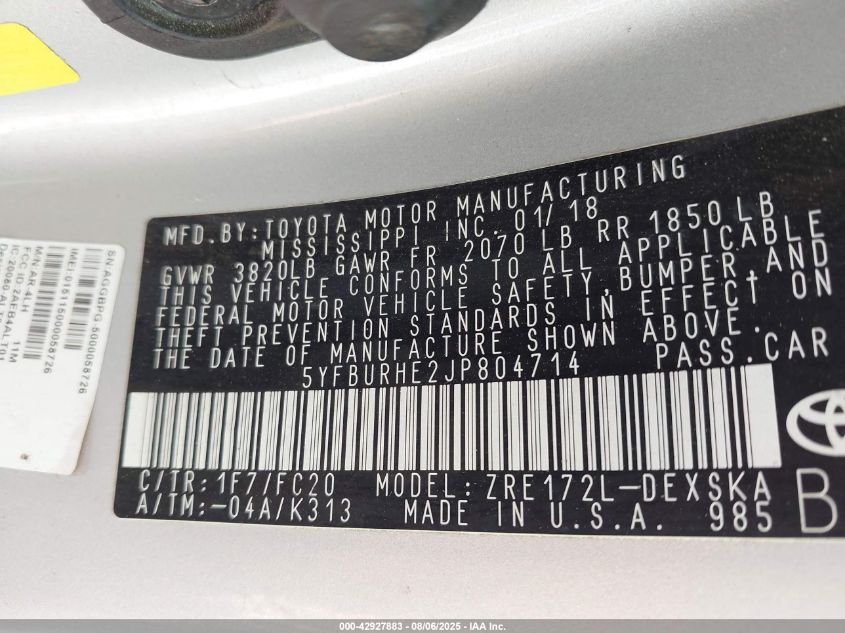 MFD. BY: TOYOTA MOTOR MANUFACTURING
MISSISSIPPI INC. 01/18
GVWR 3820LB GAWR FR 2070 LB RR 1850 LB
THIS VEHICLE CONFORMS TO ALL APPLICABLE
FEDERAL MOTOR VEHICLE SAFETY, BUMPER, AND
THEFT PREVENTION STANDARDS IN EFFECT ON
THE DATE OF MANUFACTURE SHOWN ABOVE.
5YFBURHE2JP804714 PASS. CAR
C/TR: 1F7/FC20 MODEL: ZRE172L-DEXSKA
A/TM: -04A/K313 MADE IN U.S.A. 985
B
M/N: AR-4LH 11M
000-42927883 - 08/06/2025 - IAA Inc.